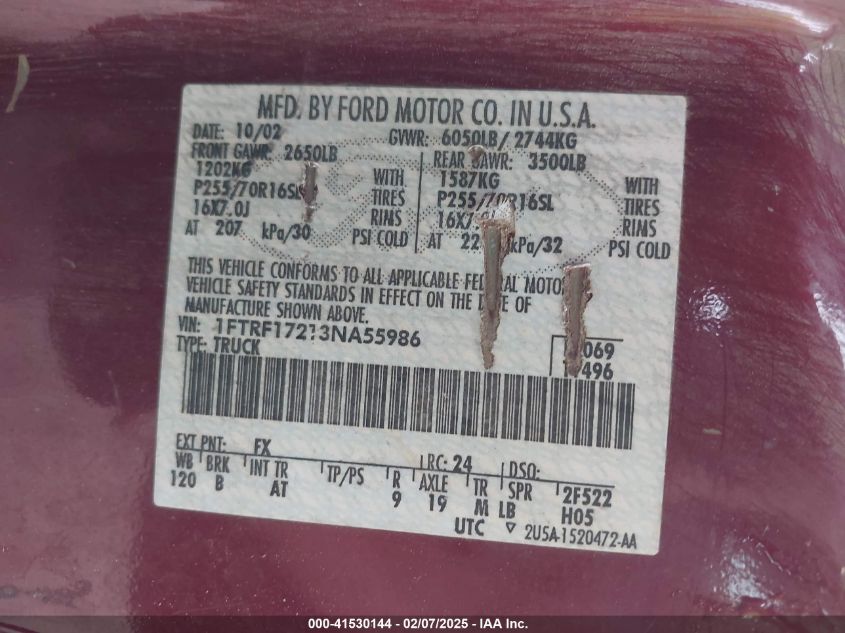 MFD. BY FORD MOTOR CO. IN U.S.A.
DATE: 10/02 GVWR: 6050LB / 2744KG
FRONT GAWR: 2650LB REAR GAWR: 3500LB
1202KG WITH 1587KG WITH
P255/70R16SL TIRES P255/70R16SL TIRES
16X7.0J RIMS 16X7. RIMS
AT 207 kPa/30 PSI COLD AT 22 kPa/32 PSI COLD
THIS VEHICLE CONFORMS TO ALL APPLICABLE FEDERAL MOTOR
VEHICLE SAFETY STANDARDS IN EFFECT ON THE DATE OF
MANUFACTURE SHOWN ABOVE.
VIN: 1FTRF17213NA55986
TYPE: TRUCK
069
496
EXT PNT: FX RC: 24 DSO:
WB BRK INT TR TP/PS R AXLE TR SPR 2F522
120 B AT 9 19 M LB H05
UTC ▽ 2U5A-1520472-AA
000-41530144 - 02/07/2025 - IAA Inc.